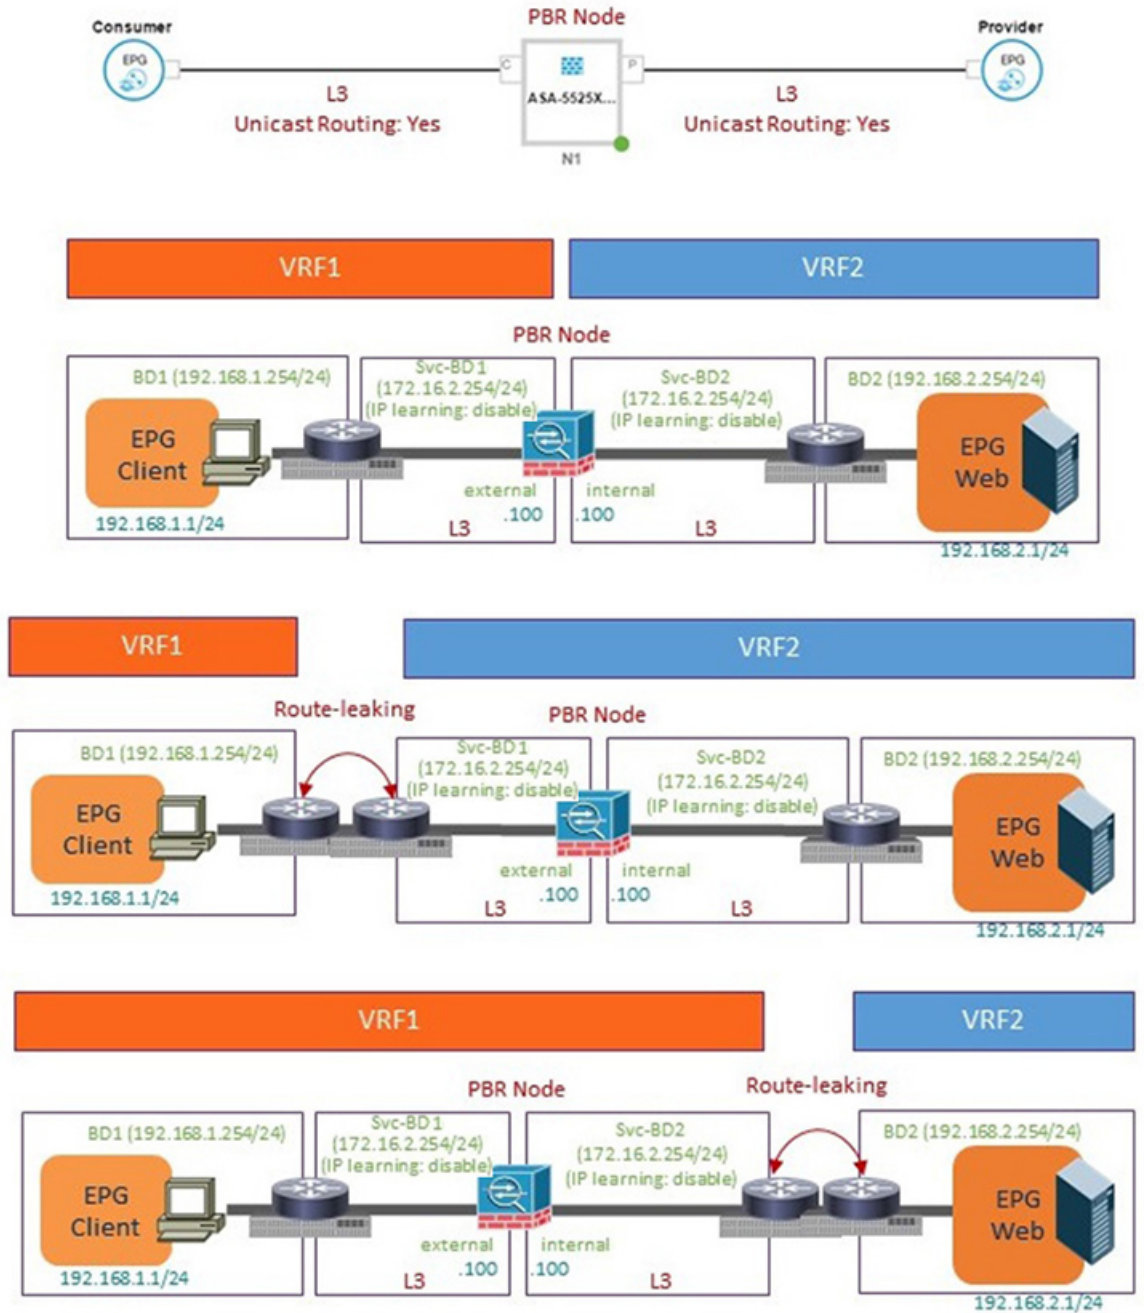 PBR Node
Consumer
Provider
EPG
C
P
EPG
ASA-5525X...
L3
Unicast Routing: Yes
L3
Unicast Routing: Yes
N1
VRF1
VRF2
PBR Node
BD1 (192.168.1.254/24)
Svc-BD1
(172.16.2.254/24)
(IP learning: disable)
Svc-BD2
(172.16.2.254/24)
(IP learning: disable)
BD2 (192.168.2.254/24)
EPG
Client
EPG
Web
external
.100
internal
.100
L3
L3
192.168.1.1/24
192.168.2.1/24
VRF1
VRF2
Route-leaking
PBR Node
BD1 (192.168.1.254/24)
Svc-BD1
(172.16.2.254/24)
(IP learning: disable)
Svc-BD2
(172.16.2.254/24)
(IP learning: disable)
BD2 (192.168.2.254/24)
EPG
Client
EPG
Web
external
.100
internal
.100
L3
L3
192.168.1.1/24
192.168.2.1/24
VRF1
VRF2
PBR Node
Route-leaking
BD1 (192.168.1.254/24)
Svc-BD1
(172.16.2.254/24)
(IP learning: disable)
Svc-BD2
(172.16.2.254/24)
(IP learning: disable)
BD2 (192.168.2.254/24)
EPG
Client
EPG
Web
external
.100
internal
.100
L3
L3
192.168.1.1/24
192.168.2.1/24